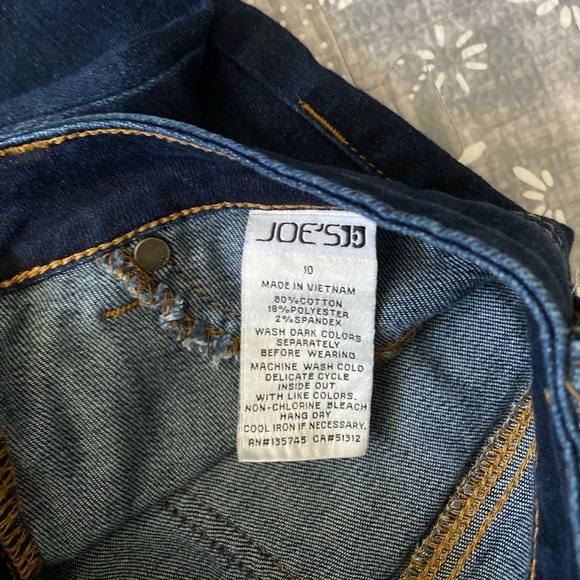 JOE'S
10
MADE IN VIETNAM
80% COTTON
18% POLYESTER
2% SPANDEX
WASH DARK COLORS
SEPARATELY
BEFORE WEARING
MACHINE WASH COLD
DELICATE CYCLE
INSIDE OUT
WITH LIKE COLORS.
NON-CHLORINE BLEACH
HANG DRY
COOL IRON IF NECESSARY.
RN#135745 CA#51312